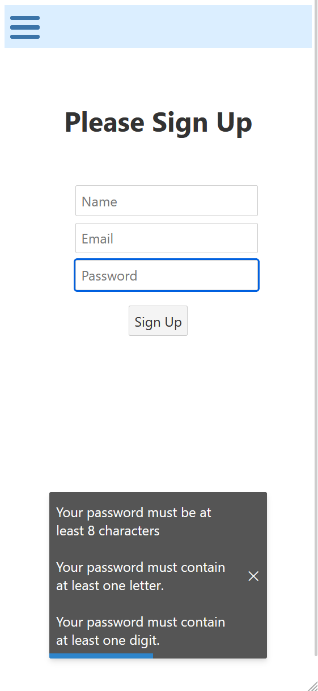 Please Sign Up
Name
Email
Password
Sign Up
Your password must be at
least 8 characters
Your password must contain
at least one letter.
Your password must contain
at least one digit.